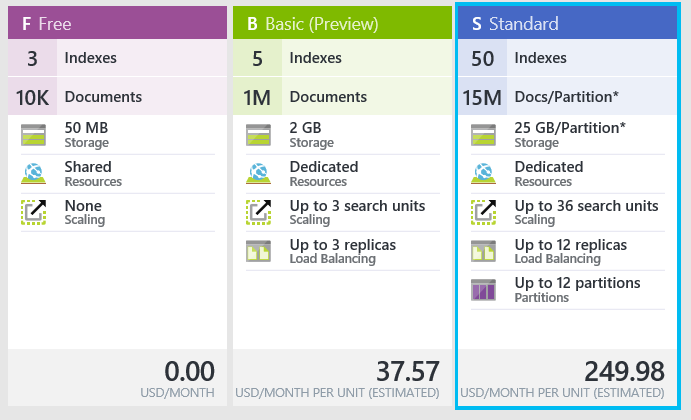 F Free
3 Indexes
10K Documents
50 MB
Storage
Shared
Resources
None
Scaling
0.00
USD/MONTH
B Basic (Preview)
5 Indexes
1M Documents
2 GB
Storage
Dedicated
Resources
Up to 3 search units
Scaling
Up to 3 replicas
Load Balancing
37.57
USD/MONTH PER UNIT (ESTIMATED)
S Standard
50 Indexes
15M Docs/Partition*
25 GB/Partition*
Storage
Dedicated
Resources
Up to 36 search units
Scaling
Up to 12 replicas
Load Balancing
Up to 12 partitions
Partitions
249.98
USD/MONTH PER UNIT (ESTIMATED)